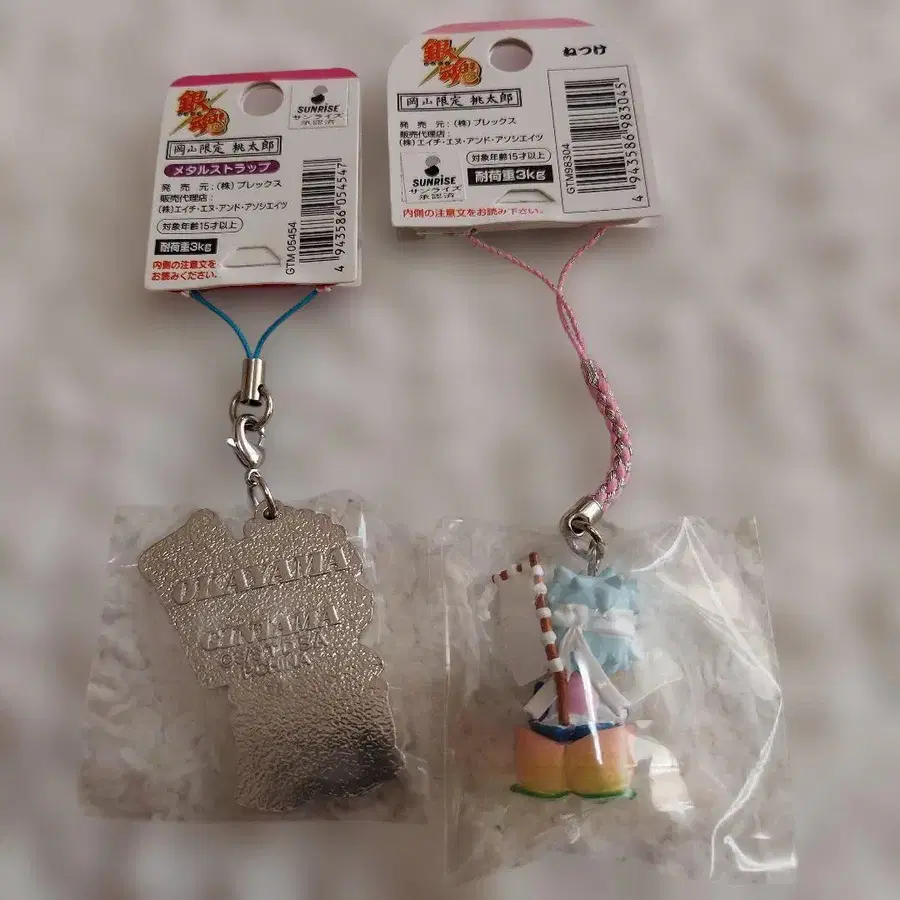 銀魂
SUNRISE
サンライズ
承認済
岡山限定 桃太郎
メタルストラップ
発 売 元:(株)プレックス
販売代理店:
(株)エイチ・エヌ・アンド・アソシエイツ
対象年齢15才以上
耐荷重3kg
内側の注意文を
お読みください。
GTM05454
4 943586 054547
銀魂
ねつけ
岡山限定 桃太郎
発 売 元:(株)プレックス
販売代理店:
(株)エイチ・エヌ・アンド・アソシエイツ
SUNRISE
サンライズ
承認済
対象年齢15才以上
耐荷重3kg
内側の注意文をお読み下さい。
GTM98304
4 943586 983045
OKAYAMA
GINTAMA